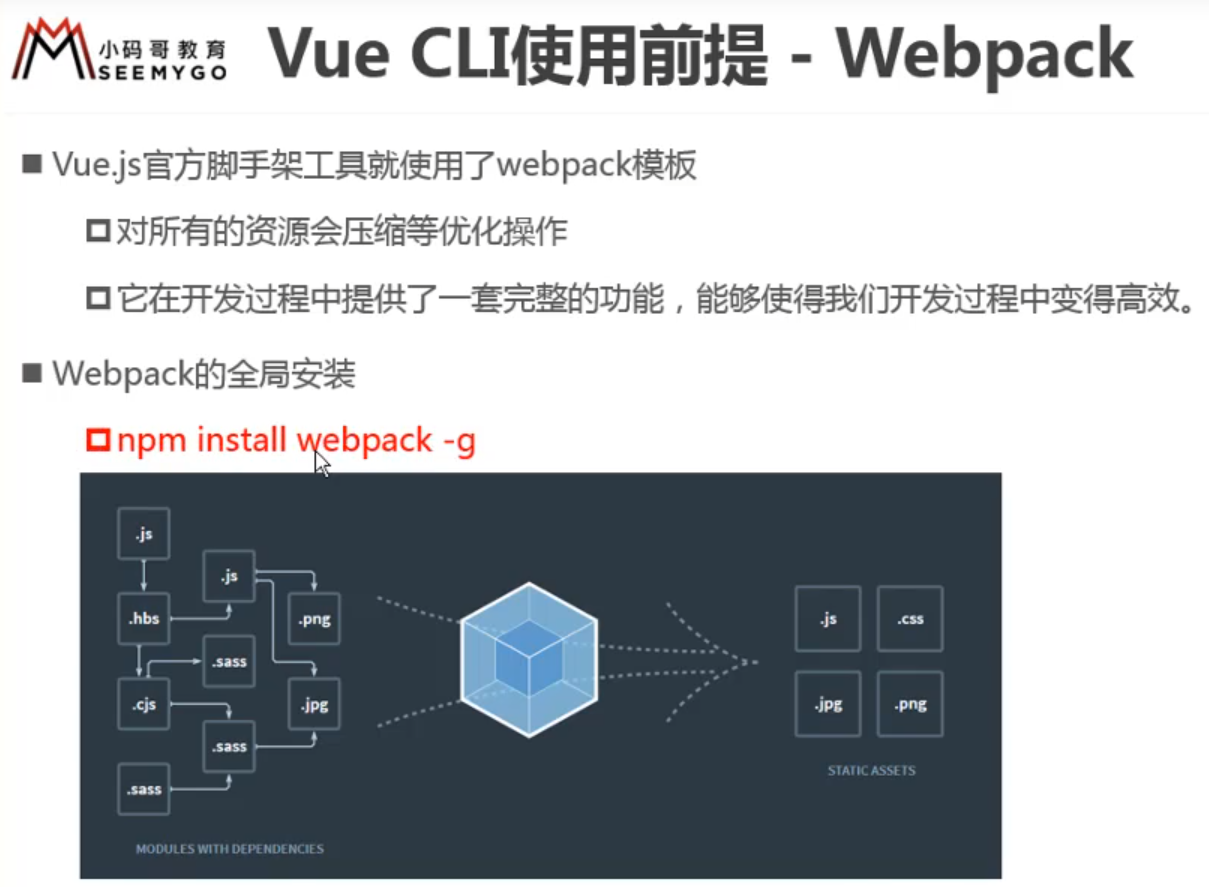 小码哥教育
SEEMYGO
Vue CLI使用前提 - Webpack
Vue.js官方脚手架工具就使用了webpack模板
对所有的资源会压缩等优化操作
它在开发过程中提供了一套完整的功能，能够使得我们开发过程中变得高效。
Webpack的全局安装
npm install webpack -g
.js
.js
.hbs
.png
.sass
.cjs
.jpg
.sass
.sass
MODULES WITH DEPENDENCIES
.js
.css
.jpg
.png
STATIC ASSETS